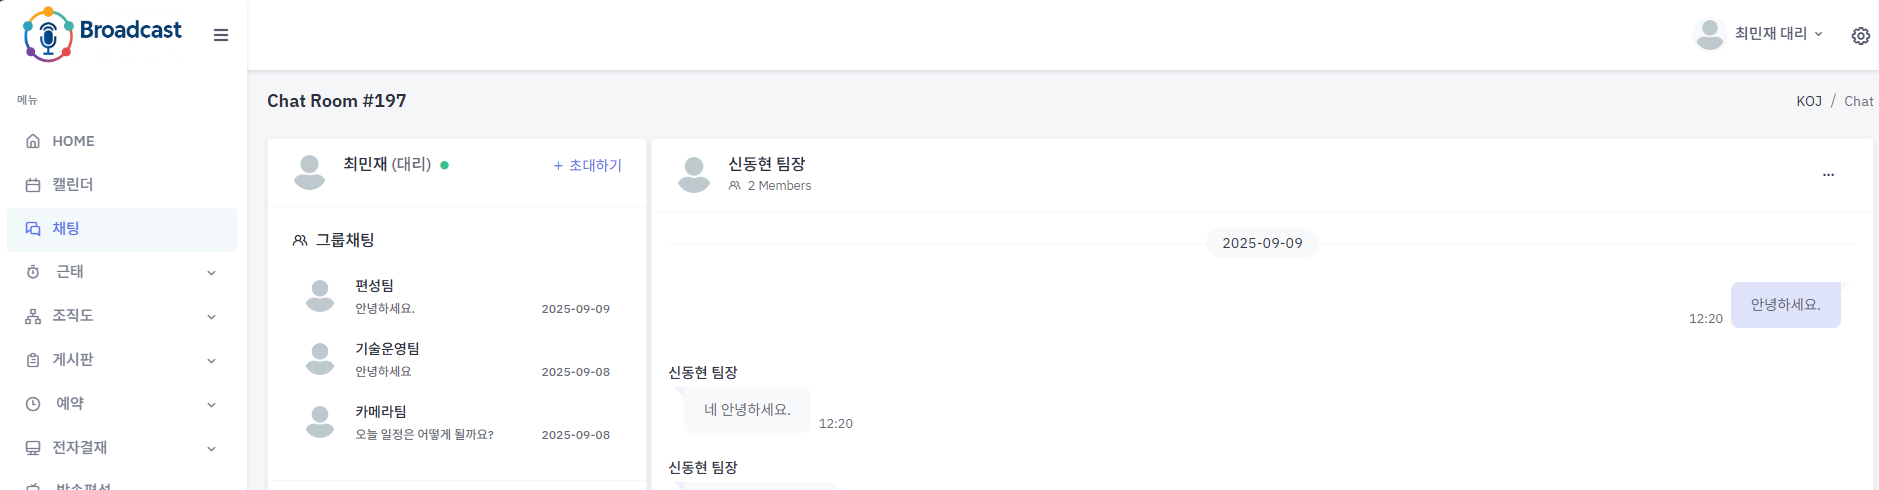 Broadcast
최민재 대리
메뉴
HOME
캘린더
채팅
근태
조직도
게시판
예약
전자결재
방송편성
Chat Room #197
KOJ / Chat
최민재 (대리)
+ 초대하기
그룹채팅
편성팀
안녕하세요.
2025-09-09
기술운영팀
안녕하세요
2025-09-08
카메라팀
오늘 일정은 어떻게 될까요?
2025-09-08
신동현 팀장
2 Members
...
2025-09-09
12:20
안녕하세요.
신동현 팀장
네 안녕하세요.
12:20
신동현 팀장